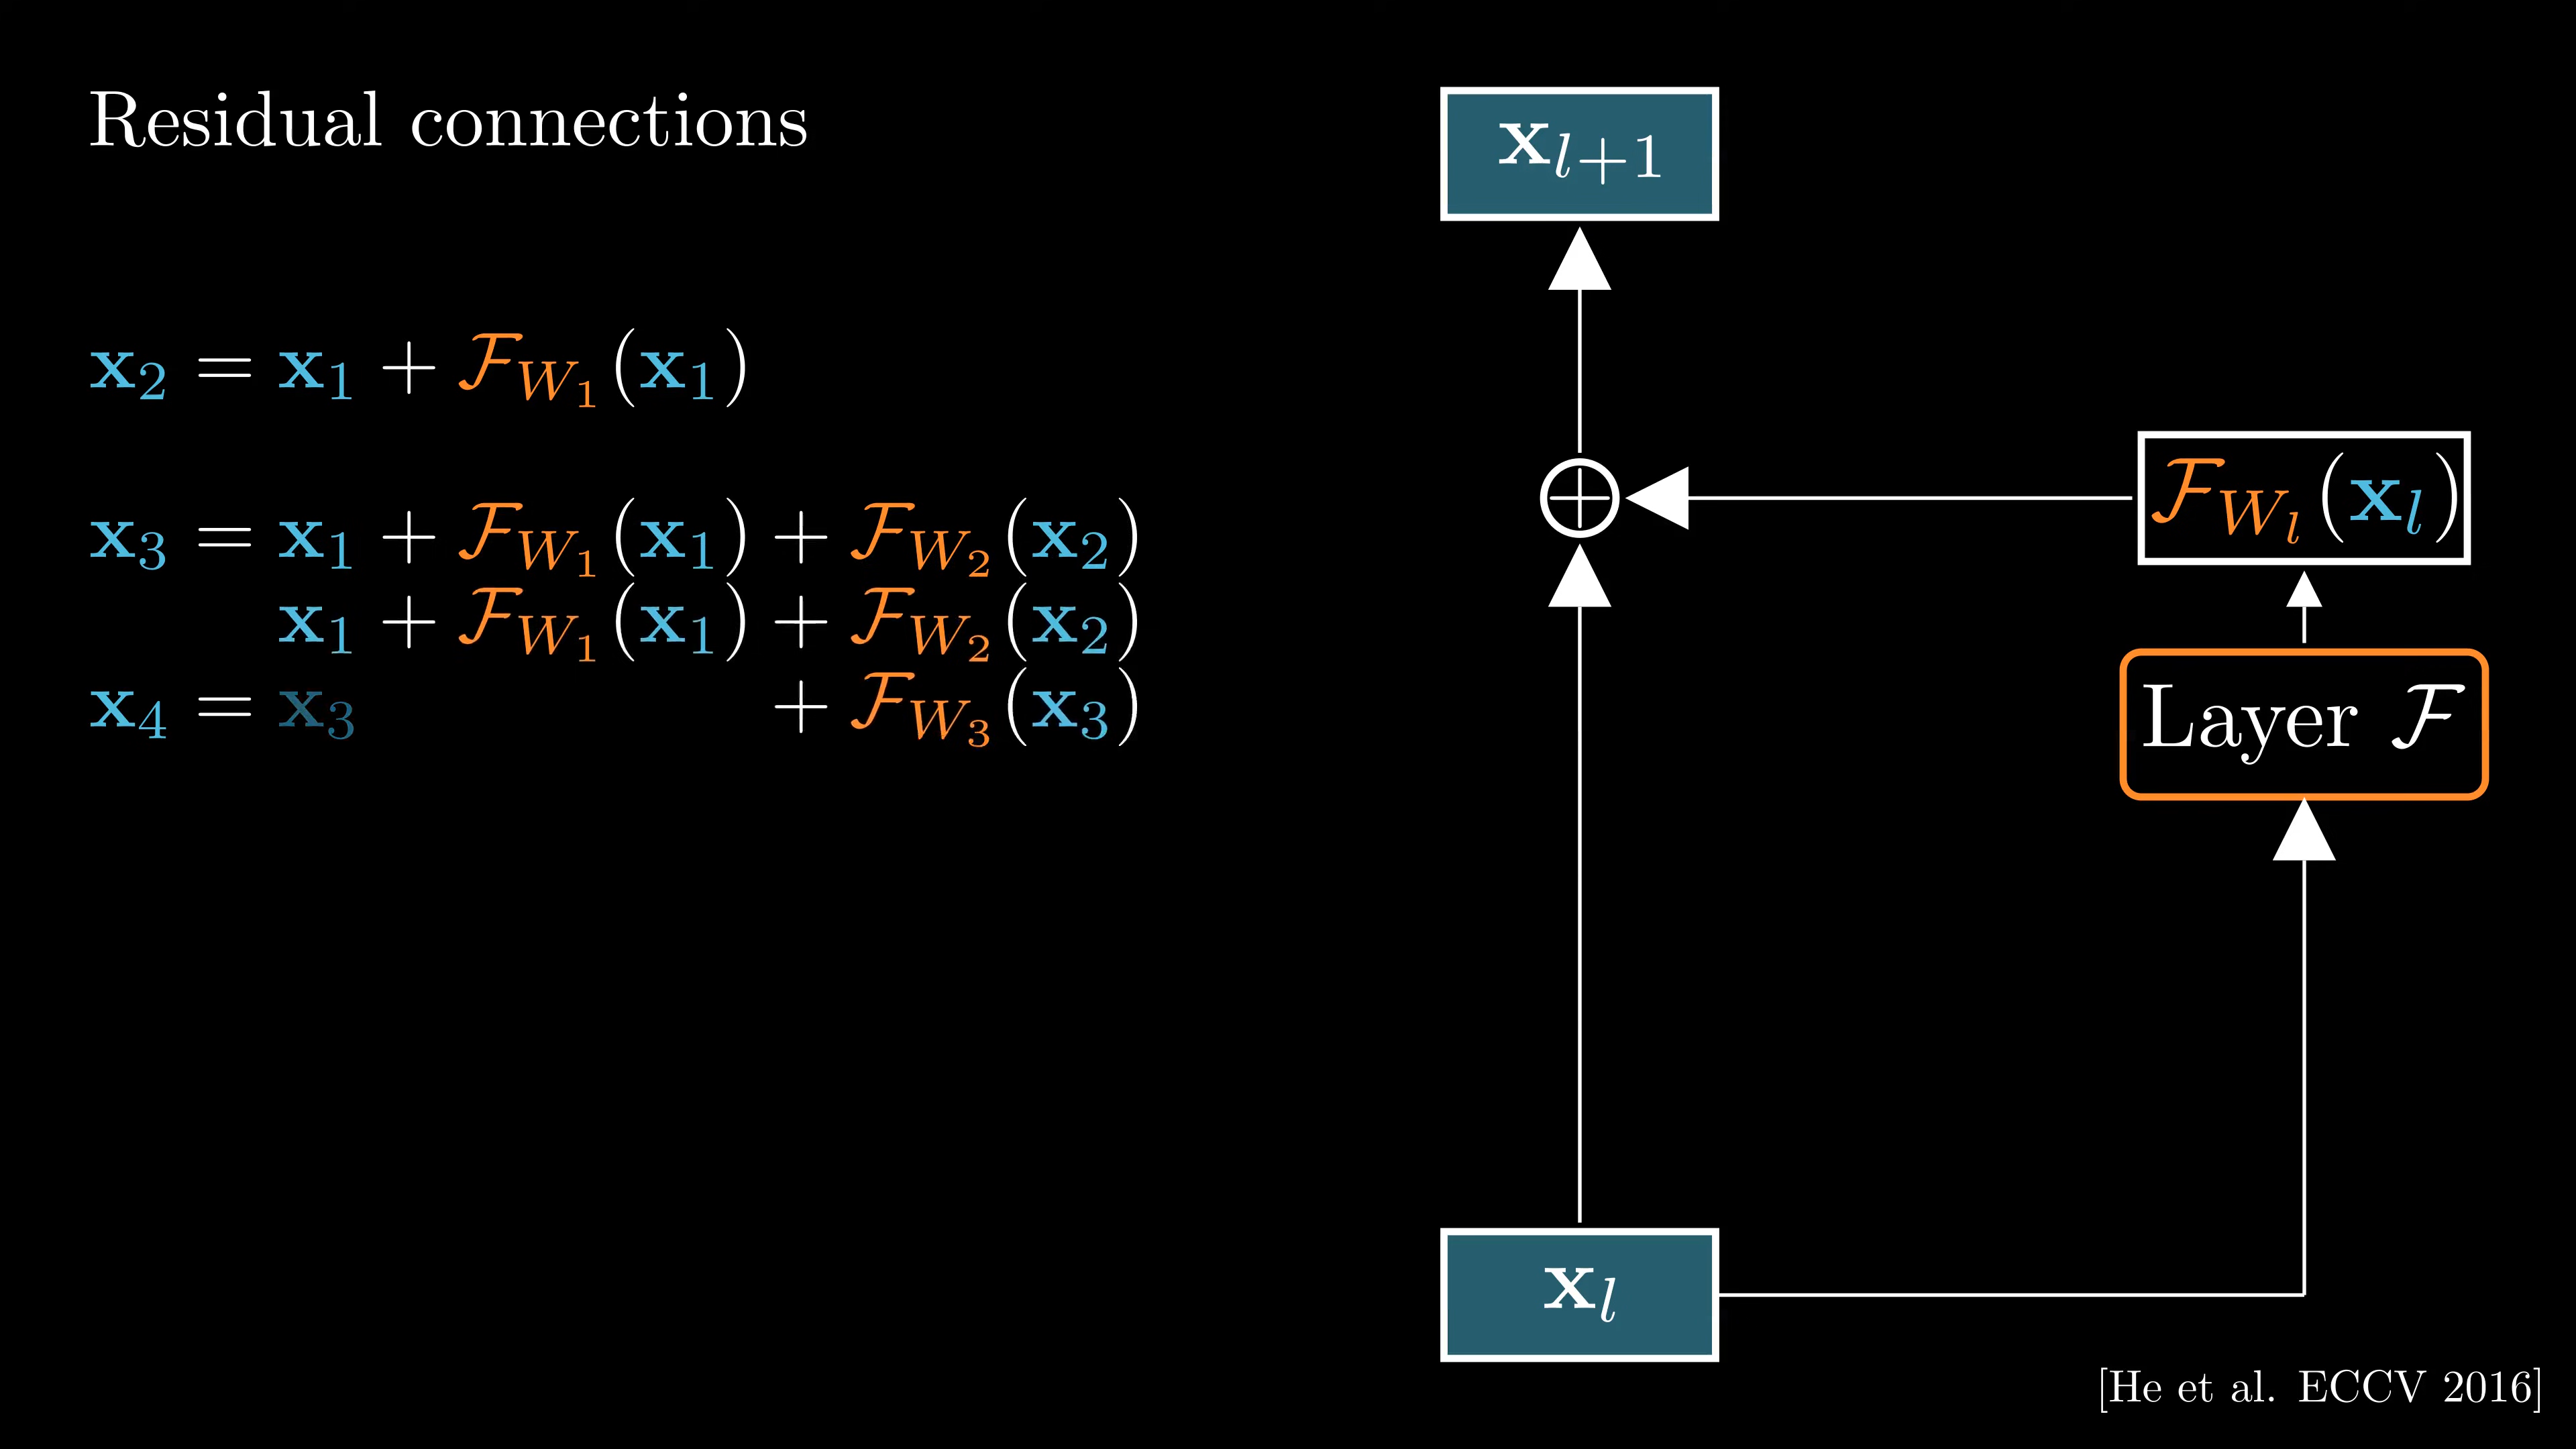 Residual connections
x₂ = x₁ + ℱ_{W₁}(x₁)
x₃ = x₁ + ℱ_{W₁}(x₁) + ℱ_{W₂}(x₂)
x₁ + ℱ_{W₁}(x₁) + ℱ_{W₂}(x₂)
x₄ = x₃ + ℱ_{W₃}(x₃)
x_{l+1}
ℱ_{W_l}(x_l)
Layer ℱ
x_l
[He et al. ECCV 2016]